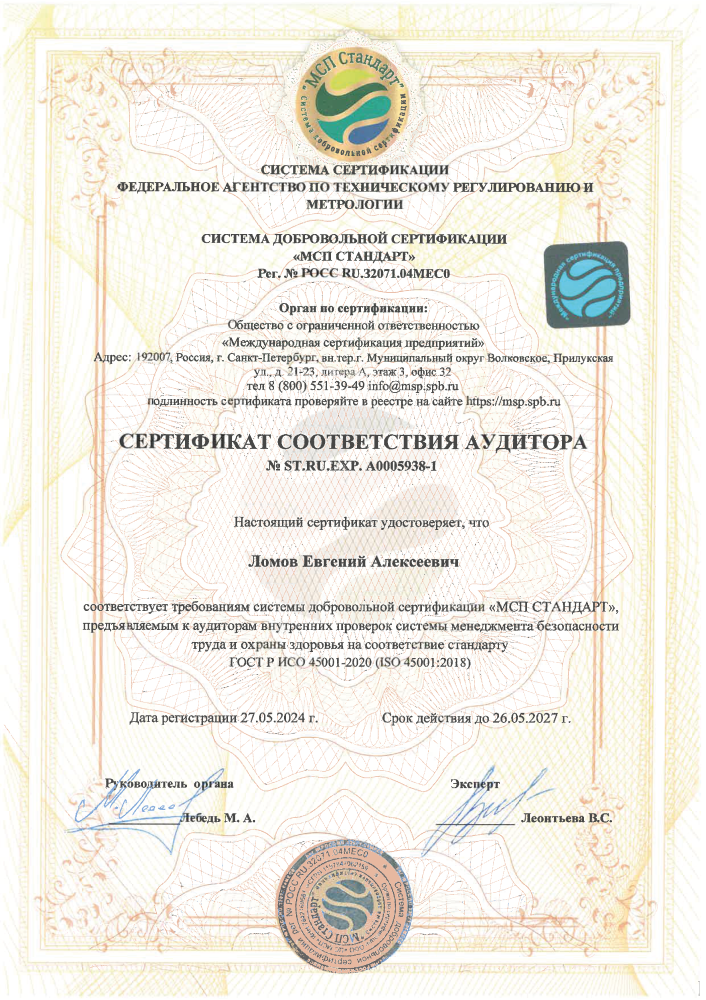 "МСП Стандарт"
Система добровольной сертификации
СИСТЕМА СЕРТИФИКАЦИИ
ФЕДЕРАЛЬНОЕ АГЕНТСТВО ПО ТЕХНИЧЕСКОМУ РЕГУЛИРОВАНИЮ И
МЕТРОЛОГИИ
СИСТЕМА ДОБРОВОЛЬНОЙ СЕРТИФИКАЦИИ
«МСП СТАНДАРТ»
Рег. № РОСС RU.32071.04МЕС0
"Международная сертификация предприятий"
Орган по сертификации:
Общество с ограниченной ответственностью
«Международная сертификация предприятий»
Адрес: 192007, Россия, г. Санкт-Петербург, вн.тер.г. Муниципальный округ Волковское, Прилукская
ул., д. 21-23, литера А, этаж 3, офис 32
тел 8 (800) 551-39-49 info@msp.spb.ru
подлинность сертификата проверяйте в реестре на сайте https://msp.spb.ru
СЕРТИФИКАТ СООТВЕТСТВИЯ АУДИТОРА
№ ST.RU.EXP. A0005938-1
Настоящий сертификат удостоверяет, что
Ломов Евгений Алексеевич
соответствует требованиям системы добровольной сертификации «МСП СТАНДАРТ»,
предъявляемым к аудиторам внутренних проверок системы менеджмента безопасности
труда и охраны здоровья на соответствие стандарту
ГОСТ Р ИСО 45001-2020 (ISO 45001:2018)
Дата регистрации 27.05.2024 г. Срок действия до 26.05.2027 г.
Руководитель органа Эксперт
Лебедь М. А. Леонтьева В.С.
Система добровольной сертификации рег. № РОСС RU.32071.04МЕС0
"МСП Стандарт"